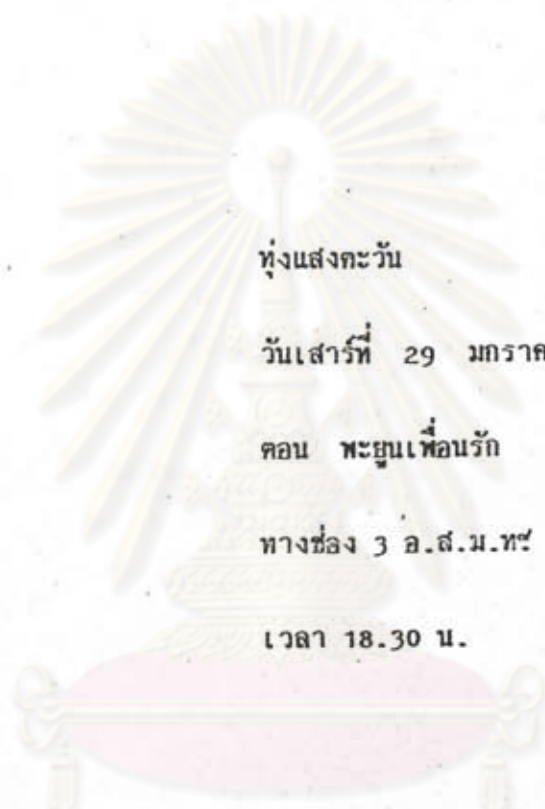 ทุ่งแสงตะวัน
วันเสาร์ที่ 29 มกราค
ตอน พะยูนเพื่อนรัก
ทางช่อง 3 อ.ส.ม.ท.
เวลา 18.30 น.